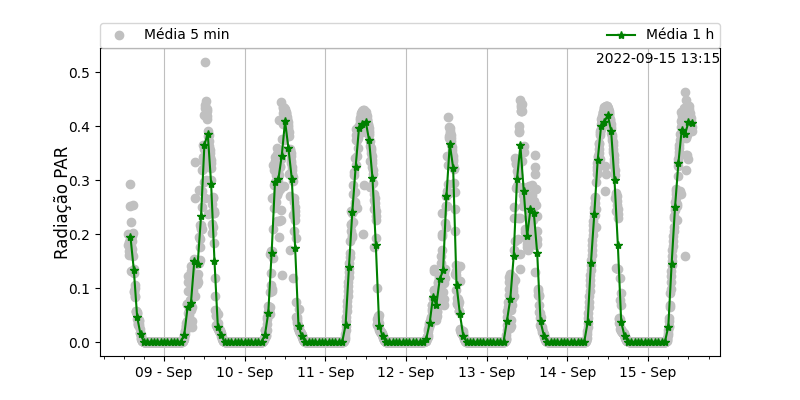 Média 5 min
Média 1 h
2022-09-15 13:15
Radiação PAR
0.5
0.4
0.3
0.2
0.1
0.0
09 - Sep
10 - Sep
11 - Sep
12 - Sep
13 - Sep
14 - Sep
15 - Sep